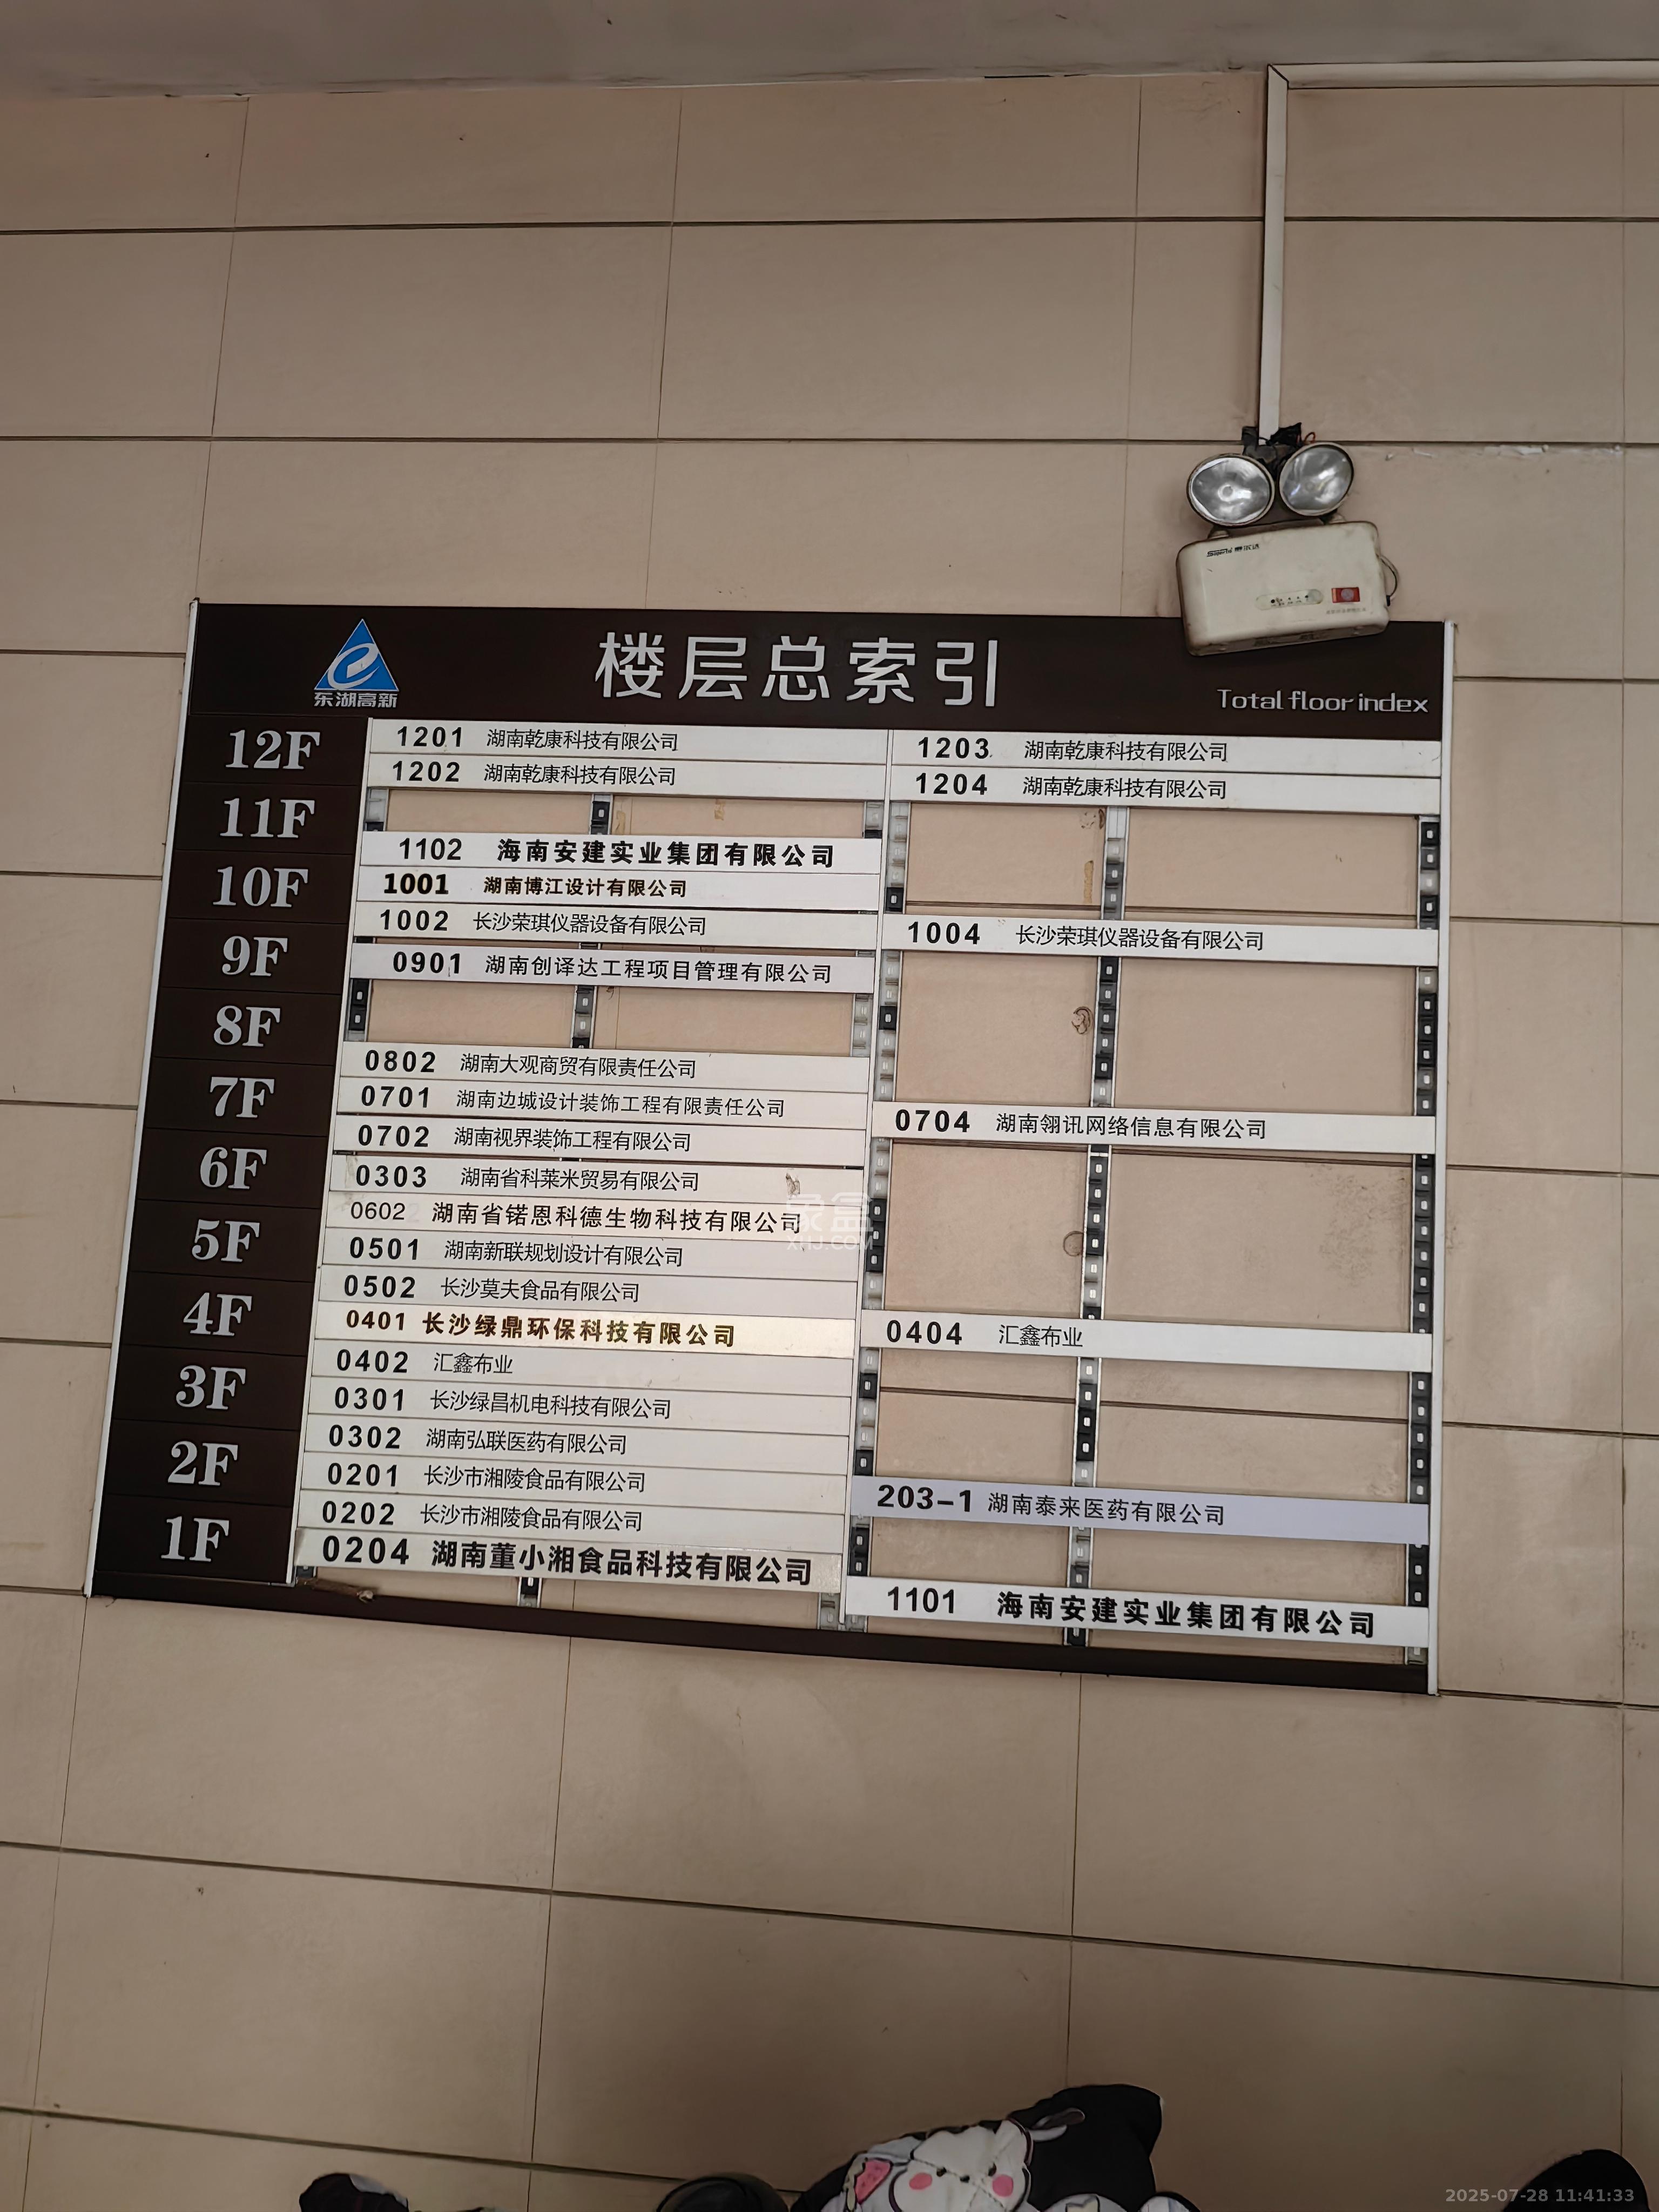 东湖高新
楼层总索引
Total floor index
12F
1201 湖南乾康科技有限公司
1203 湖南乾康科技有限公司
1202 湖南乾康科技有限公司
1204 湖南乾康科技有限公司
11F
1102 海南安建实业集团有限公司
10F
1001 湖南博江设计有限公司
1002 长沙荣琪仪器设备有限公司
1004 长沙荣琪仪器设备有限公司
9F
0901 湖南创译达工程项目管理有限公司
8F
0802 湖南大观商贸有限责任公司
7F
0701 湖南边城设计装饰工程有限责任公司
0704 湖南翎讯网络信息有限公司
0702 湖南视界装饰工程有限公司
6F
0303 湖南省科莱米贸易有限公司
0602 湖南省锘恩科德生物科技有限公司
5F
0501 湖南新联规划设计有限公司
0502 长沙莫夫食品有限公司
4F
0401 长沙绿鼎环保科技有限公司
0404 汇鑫布业
0402 汇鑫布业
3F
0301 长沙绿昌机电科技有限公司
0302 湖南弘联医药有限公司
2F
0201 长沙市湘陵食品有限公司
203-1 湖南泰来医药有限公司
0202 长沙市湘陵食品有限公司
1F
0204 湖南董小湘食品科技有限公司
1101 海南安建实业集团有限公司
象盒
XHJ.COM
2025-07-28 11:41:33